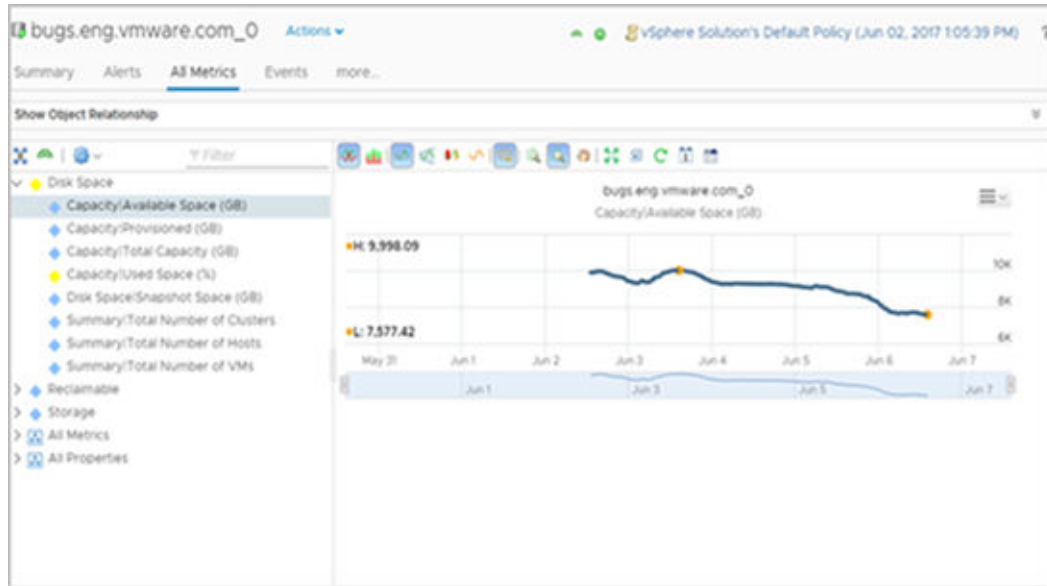 bugs.eng.vmware.com_0 Actions vSphere Solution's Default Policy (Jun 02, 2017 1:05:39 PM) ?
Summary Alerts All Metrics Events more...
Show Object Relationship
Filter
Disk Space
Capacity|Available Space (GB)
Capacity|Provisioned (GB)
Capacity|Total Capacity (GB)
Capacity|Used Space (%)
Disk Space|Snapshot Space (GB)
Summary|Total Number of Clusters
Summary|Total Number of Hosts
Summary|Total Number of VMs
Reclaimable
Storage
All Metrics
All Properties
bugs.eng.vmware.com_0
Capacity|Available Space (GB)
H: 9,998.09
10K
8K
L: 7,577.42
6K
May 31 Jun 1 Jun 2 Jun 3 Jun 4 Jun 5 Jun 6 Jun 7
Jun 1 Jun 3 Jun 5 Jun 7